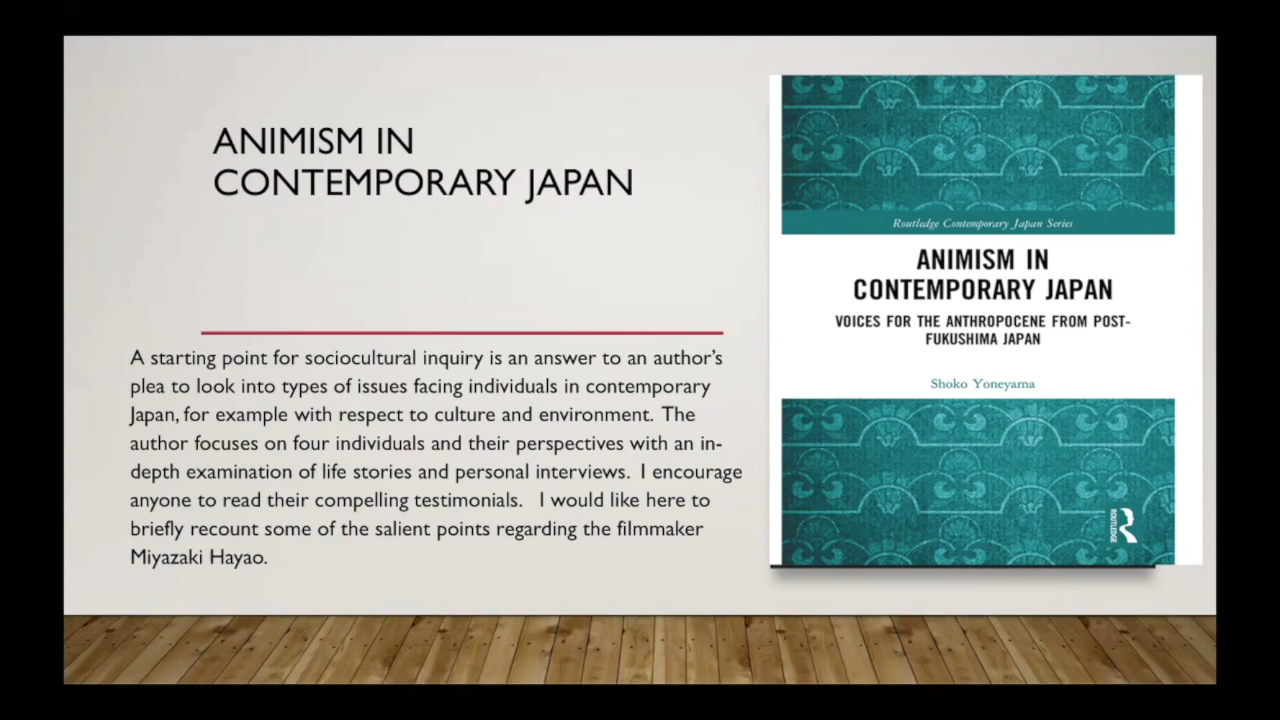 ANIMISM IN
CONTEMPORARY JAPAN
A starting point for sociocultural inquiry is an answer to an author’s
plea to look into types of issues facing individuals in contemporary
Japan, for example with respect to culture and environment. The
author focuses on four individuals and their perspectives with an in-
depth examination of life stories and personal interviews. I encourage
anyone to read their compelling testimonials. I would like here to
briefly recount some of the salient points regarding the filmmaker
Miyazaki Hayao.
Routledge Contemporary Japan Series
ANIMISM IN
CONTEMPORARY JAPAN
VOICES FOR THE ANTHROPOCENE FROM POST-
FUKUSHIMA JAPAN
Shoko Yoneyama
ROUTLEDGE